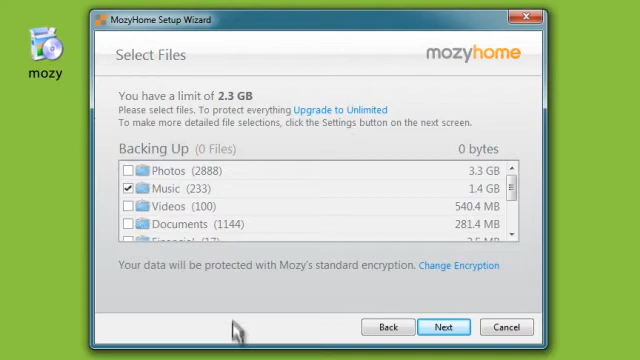 MozyHome Setup Wizard
mozy
Select Files
mozyhome
You have a limit of 2.3 GB
Please select files. To protect everything Upgrade to Unlimited
To make more detailed file selections, click the Settings button on the next screen.
Backing Up (0 Files) 0 bytes
Photos (2888) 3.3 GB
Music (233) 1.4 GB
Videos (100) 540.4 MB
Documents (1144) 281.4 MB
Your data will be protected with Mozy's standard encryption. Change Encryption
Back Next Cancel